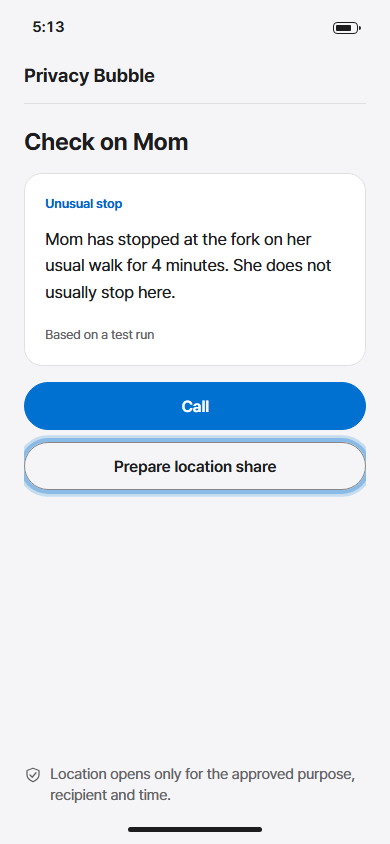 5:13
Privacy Bubble
Check on Mom
Unusual stop
Mom has stopped at the fork on her
usual walk for 4 minutes. She does not
usually stop here.
Based on a test run
Call
Prepare location share
Location opens only for the approved purpose,
recipient and time.